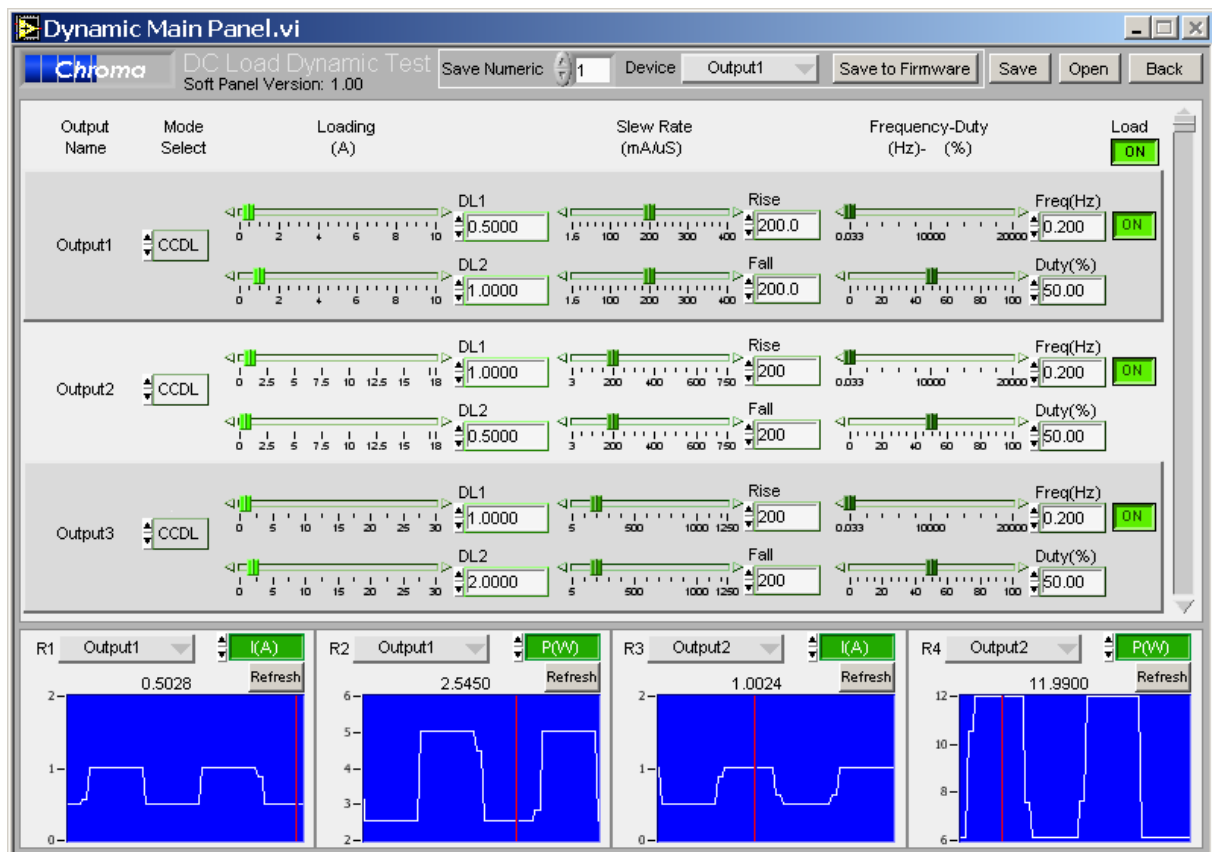 Dynamic Main Panel.vi
Chroma DC Load Dynamic Test Save Numeric 1 Device Output1 Save to Firmware Save Open Back
Soft Panel Version: 1.00
Output Name Mode Select Loading (A) Slew Rate (mA/uS) Frequency-Duty (Hz)- (%) Load ON
Output1 CCDL
DL1 0.5000 Rise 200.0 Freq(Hz) 0.200 ON
0 2 4 6 8 10 1.6 100 200 300 400 0.033 10000 20000
DL2 1.0000 Fall 200.0 Duty(%) 50.00
0 2 4 6 8 10 1.6 100 200 300 400 0 20 40 60 80 100
Output2 CCDL
DL1 1.0000 Rise 200 Freq(Hz) 0.200 ON
0 2.5 5 7.5 10 12.5 15 18 3 200 400 600 750 0.033 10000 20000
DL2 0.5000 Fall 200 Duty(%) 50.00
0 2.5 5 7.5 10 12.5 15 18 3 200 400 600 750 0 20 40 60 80 100
Output3 CCDL
DL1 1.0000 Rise 200 Freq(Hz) 0.200 ON
0 5 10 15 20 25 30 5 500 1000 1250 0.033 10000 20000
DL2 2.0000 Fall 200 Duty(%) 50.00
0 5 10 15 20 25 30 5 500 1000 1250 0 20 40 60 80 100
R1 Output1 I(A)
0.5028 Refresh
2
1
0
R2 Output1 P(W)
2.5450 Refresh
6
5
4
3
2
R3 Output2 I(A)
1.0024 Refresh
2
1
0
R4 Output2 P(W)
11.9900 Refresh
12
10
8
6